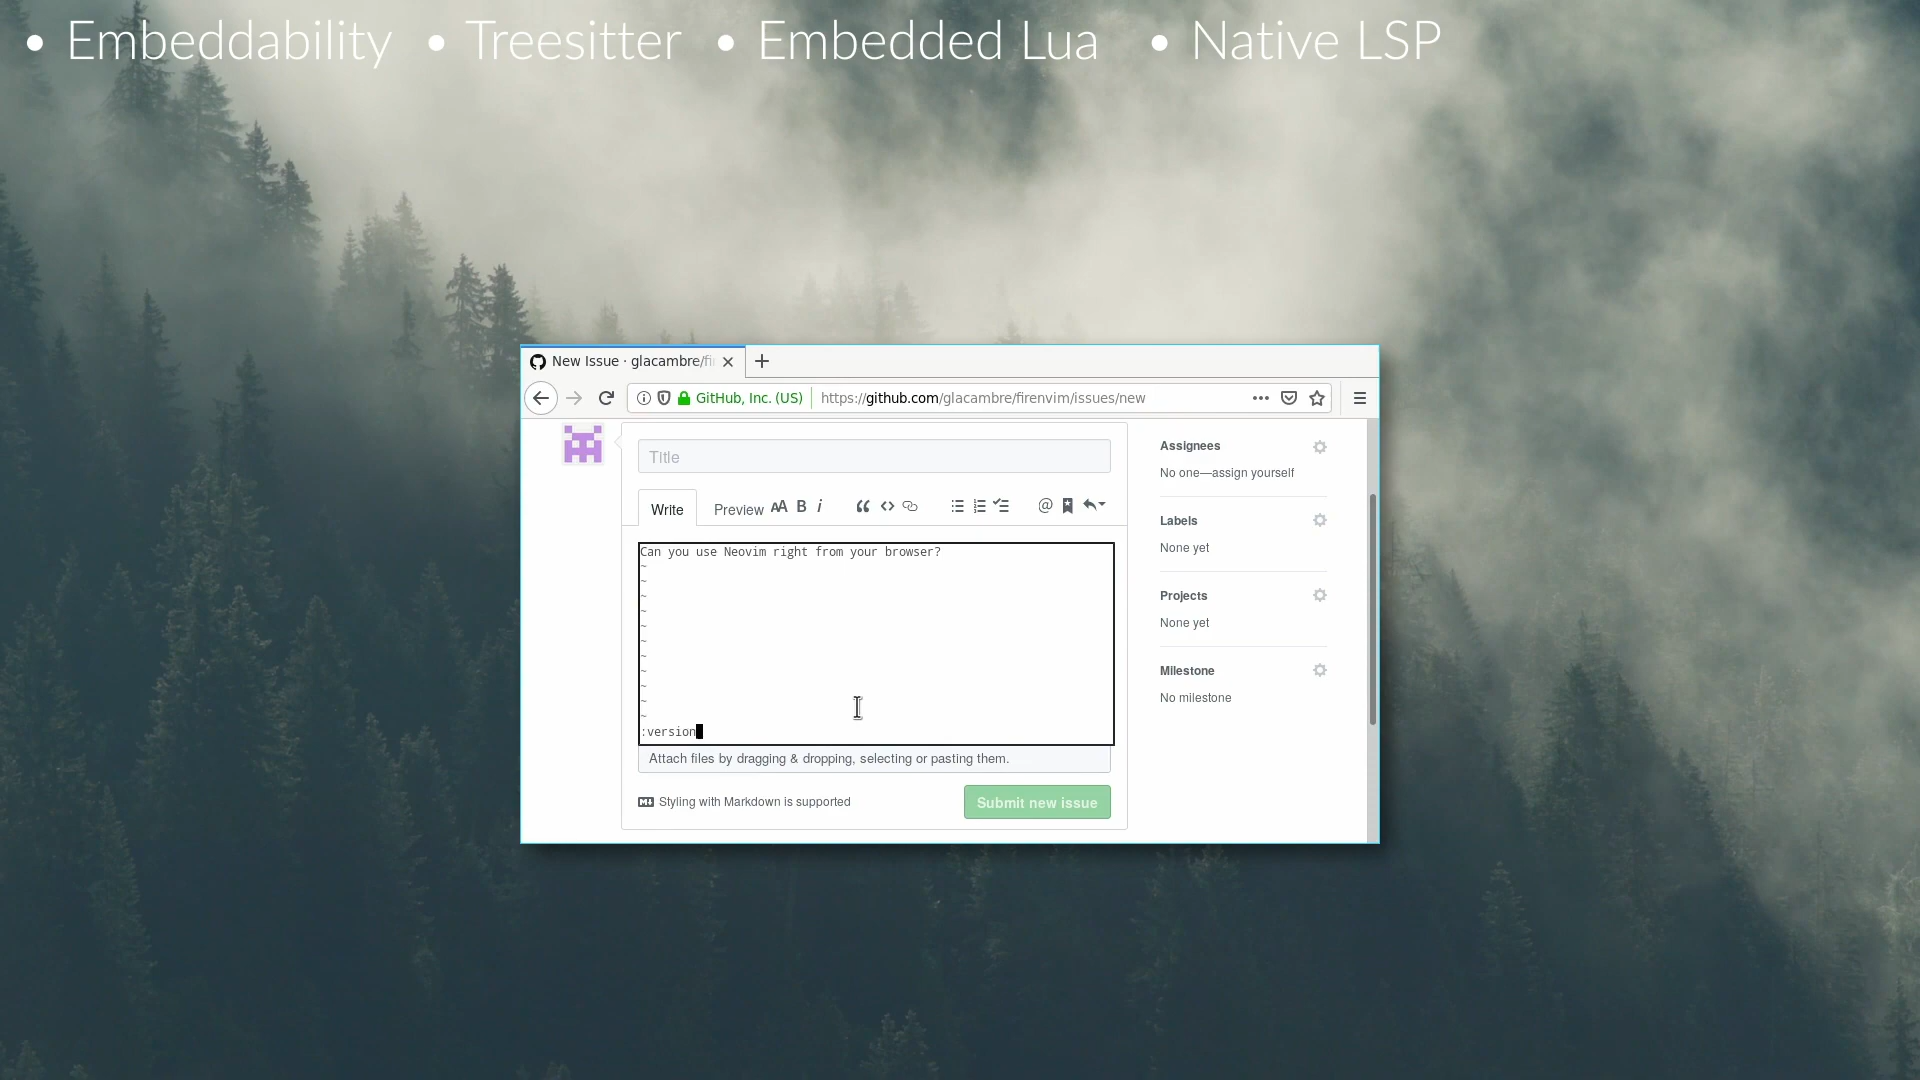 • Embeddability • Treesitter • Embedded Lua • Native LSP
New Issue · glacambre/fi
GitHub, Inc. (US) https://github.com/glacambre/firenvim/issues/new
Title
Write Preview AA B i
Can you use Neovim right from your browser?
~
~
~
~
~
~
~
~
~
~
~
:version
Attach files by dragging & dropping, selecting or pasting them.
Styling with Markdown is supported
Submit new issue
Assignees
No one—assign yourself
Labels
None yet
Projects
None yet
Milestone
No milestone